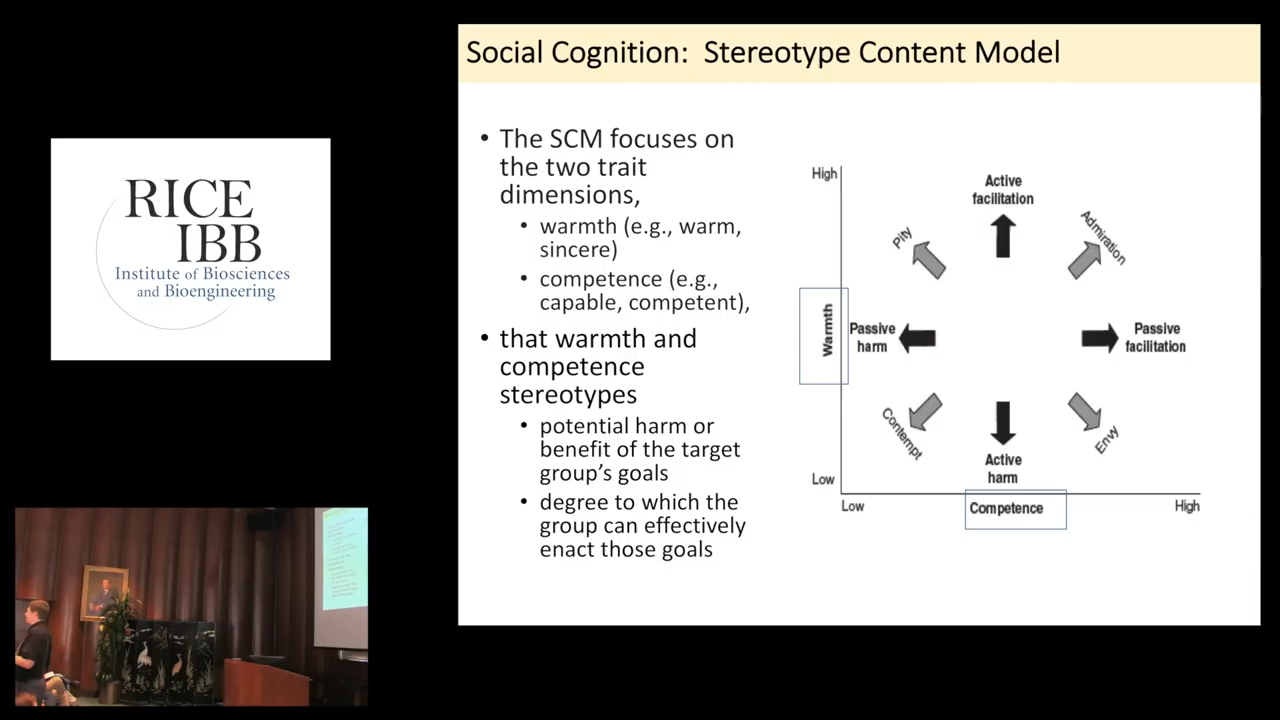 Social Cognition:  Stereotype Content Model
RICE
IBB
Institute of Biosciences
and Bioengineering
• The SCM focuses on
the two trait
dimensions,
• warmth (e.g., warm,
sincere)
• competence (e.g.,
capable, competent),
• that warmth and
competence
stereotypes
• potential harm or
benefit of the target
group's goals
• degree to which the
group can effectively
enact those goals
High
Active
facilitation
Pity
Admiration
Warmth
Passive
harm
Passive
facilitation
Contempt
Envy
Active
harm
Low
Low
Competence
High